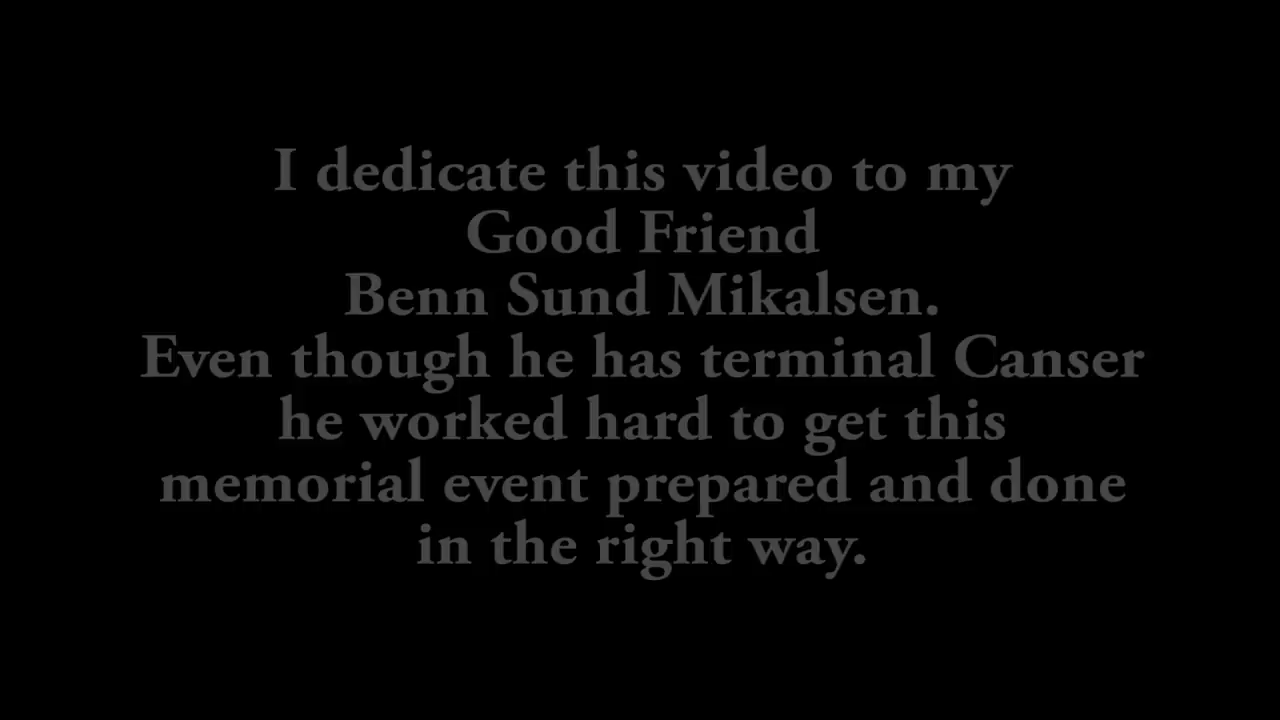 I dedicate this video to my
Good Friend
Benn Sund Mikalsen.
Even though he has terminal Canser
he worked hard to get this
memorial event prepared and done
in the right way.